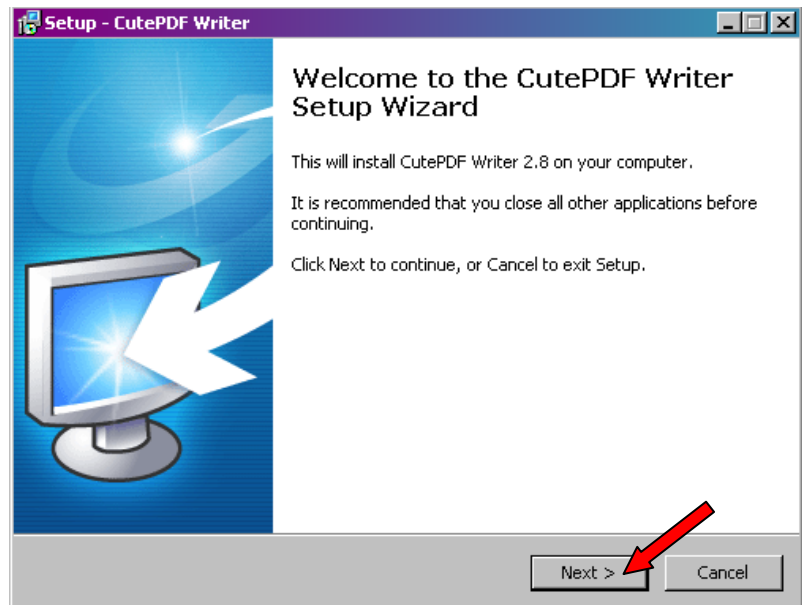 Setup - CutePDF Writer
Welcome to the CutePDF Writer
Setup Wizard
This will install CutePDF Writer 2.8 on your computer.
It is recommended that you close all other applications before
continuing.
Click Next to continue, or Cancel to exit Setup.
Next >
Cancel